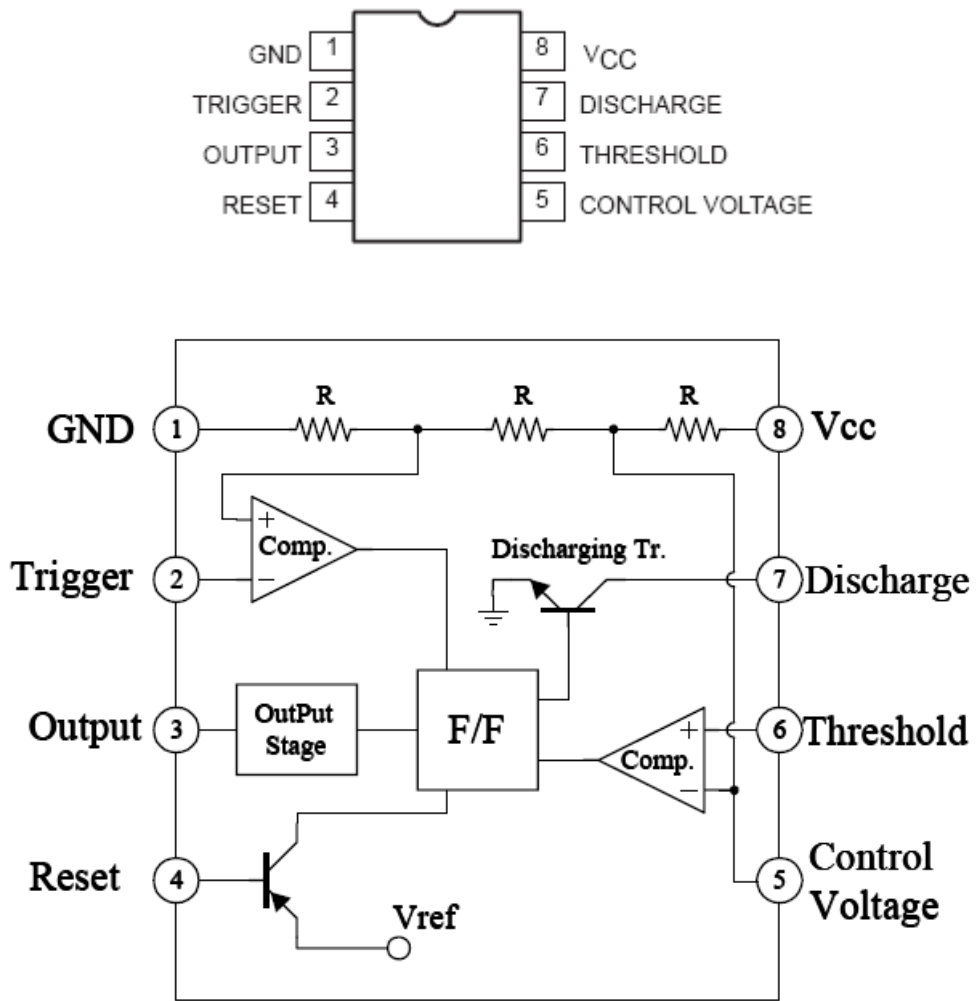 GND 1 8 VCC
TRIGGER 2 7 DISCHARGE
OUTPUT 3 6 THRESHOLD
RESET 4 5 CONTROL VOLTAGE
R R R
GND 1 8 Vcc
+
Comp.
−
Discharging Tr.
Trigger 2 7 Discharge
Output 3
OutPut
Stage
F/F
+
Comp.
−
6 Threshold
Reset 4
Vref
5 Control
Voltage